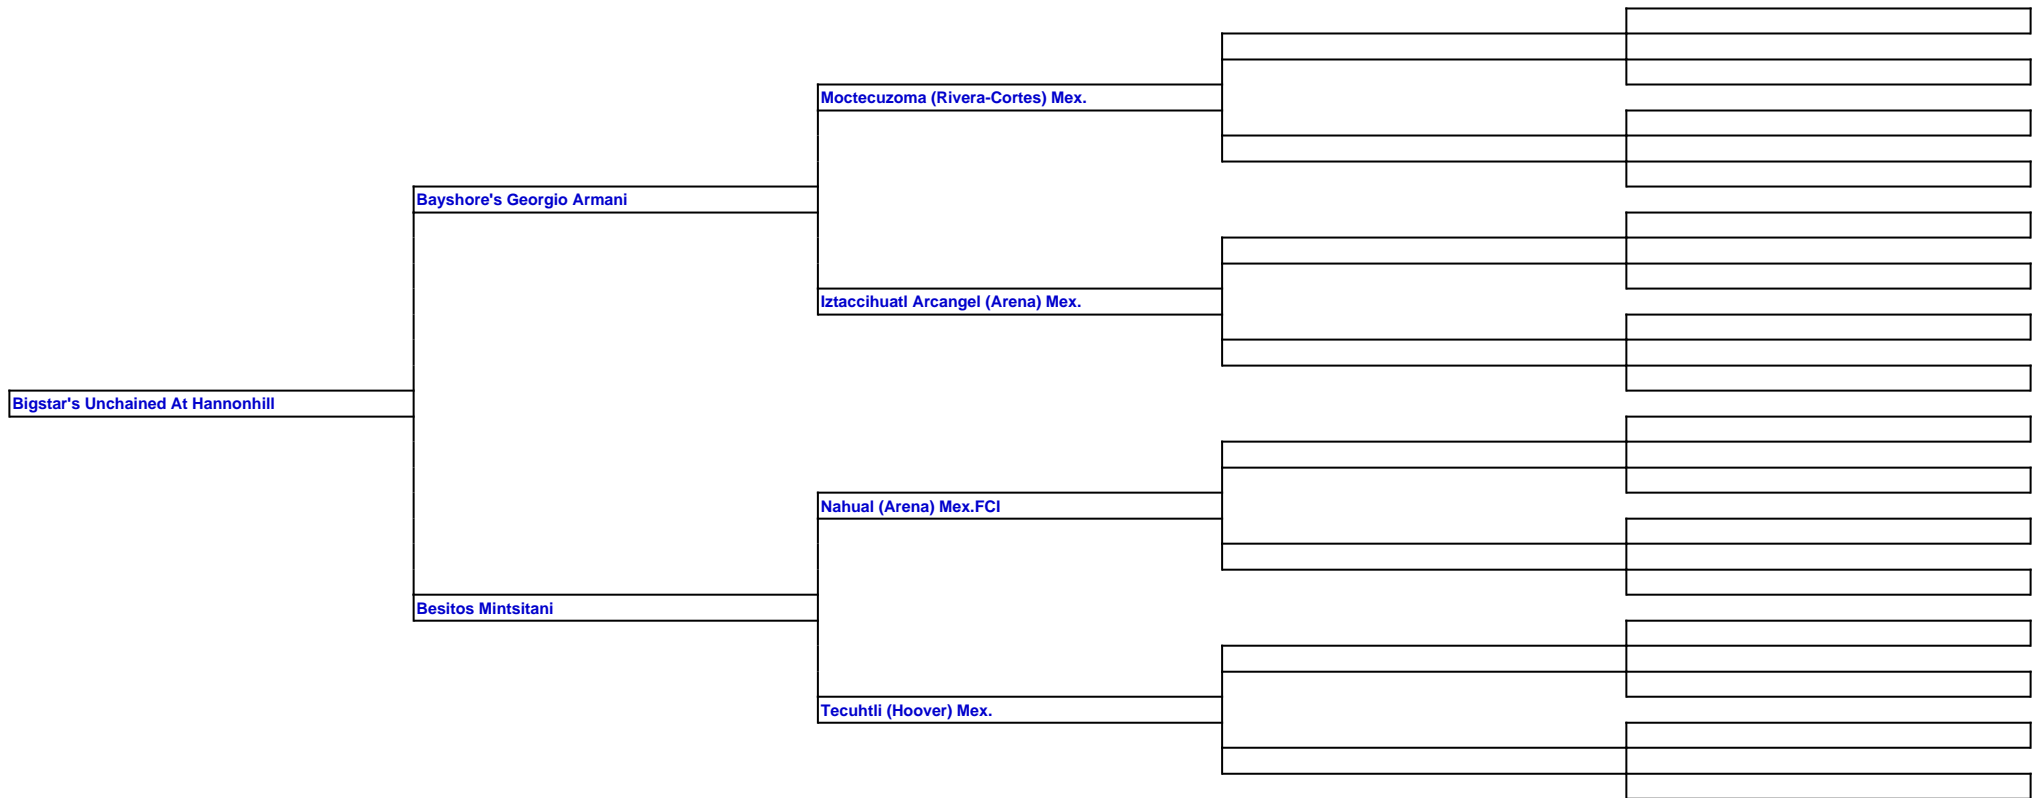 Moctecuzoma (Rivera-Cortes) Mex.
Bayshore's Georgio Armani
Iztaccihuatl Arcangel (Arena) Mex.
Bigstar's Unchained At Hannonhill
Nahual (Arena) Mex.FCI
Besitos Mintsitani
Tecuhtli (Hoover) Mex.